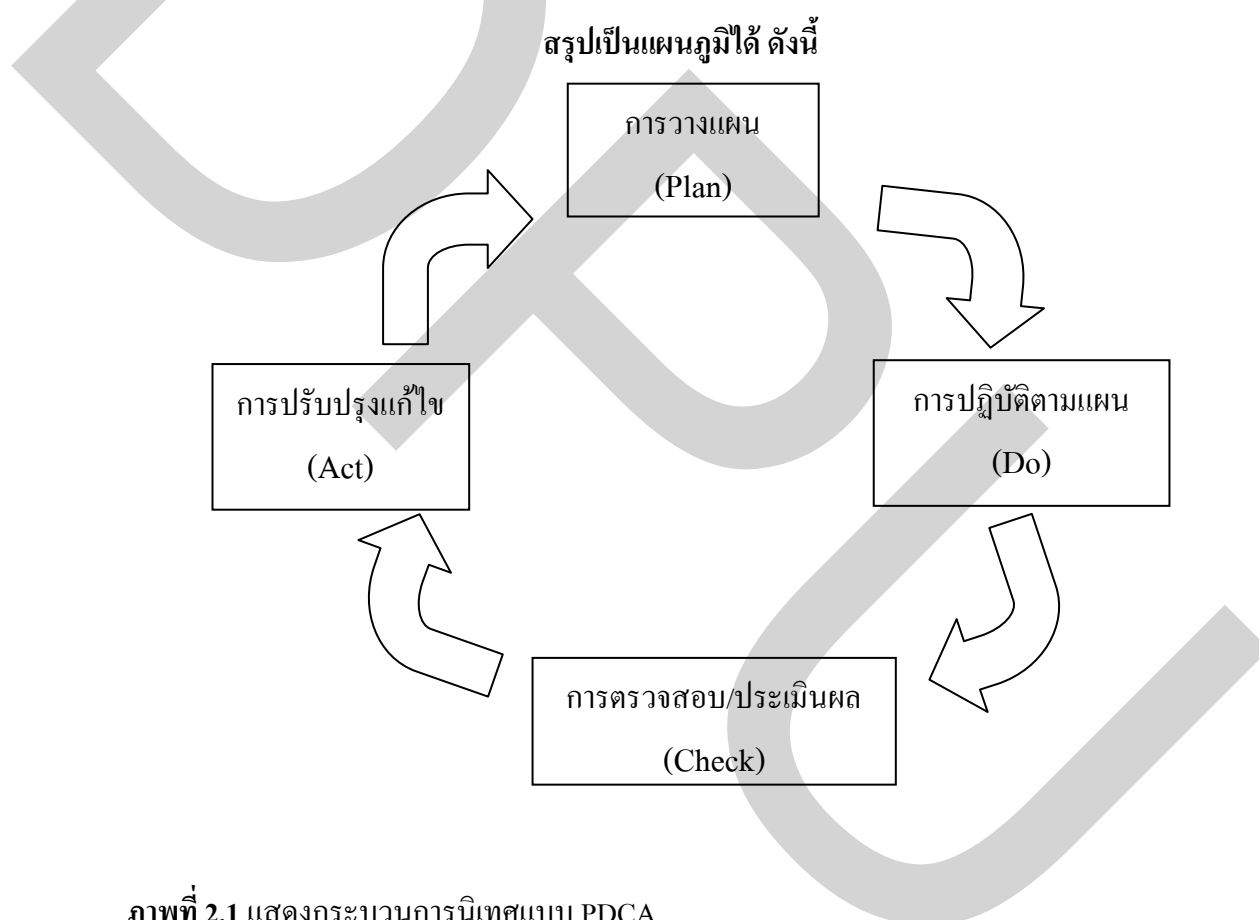 สรุปเป็นแผนภูมิได้ ดังนี้
การวางแผน
(Plan)
การปรับปรุงแก้ไข
(Act)
การปฏิบัติตามแผน
(Do)
การตรวจสอบ/ประเมินผล
(Check)
ภาพที่ 2.1 แสดงกระบวนการนิเทศแบบ PDCA